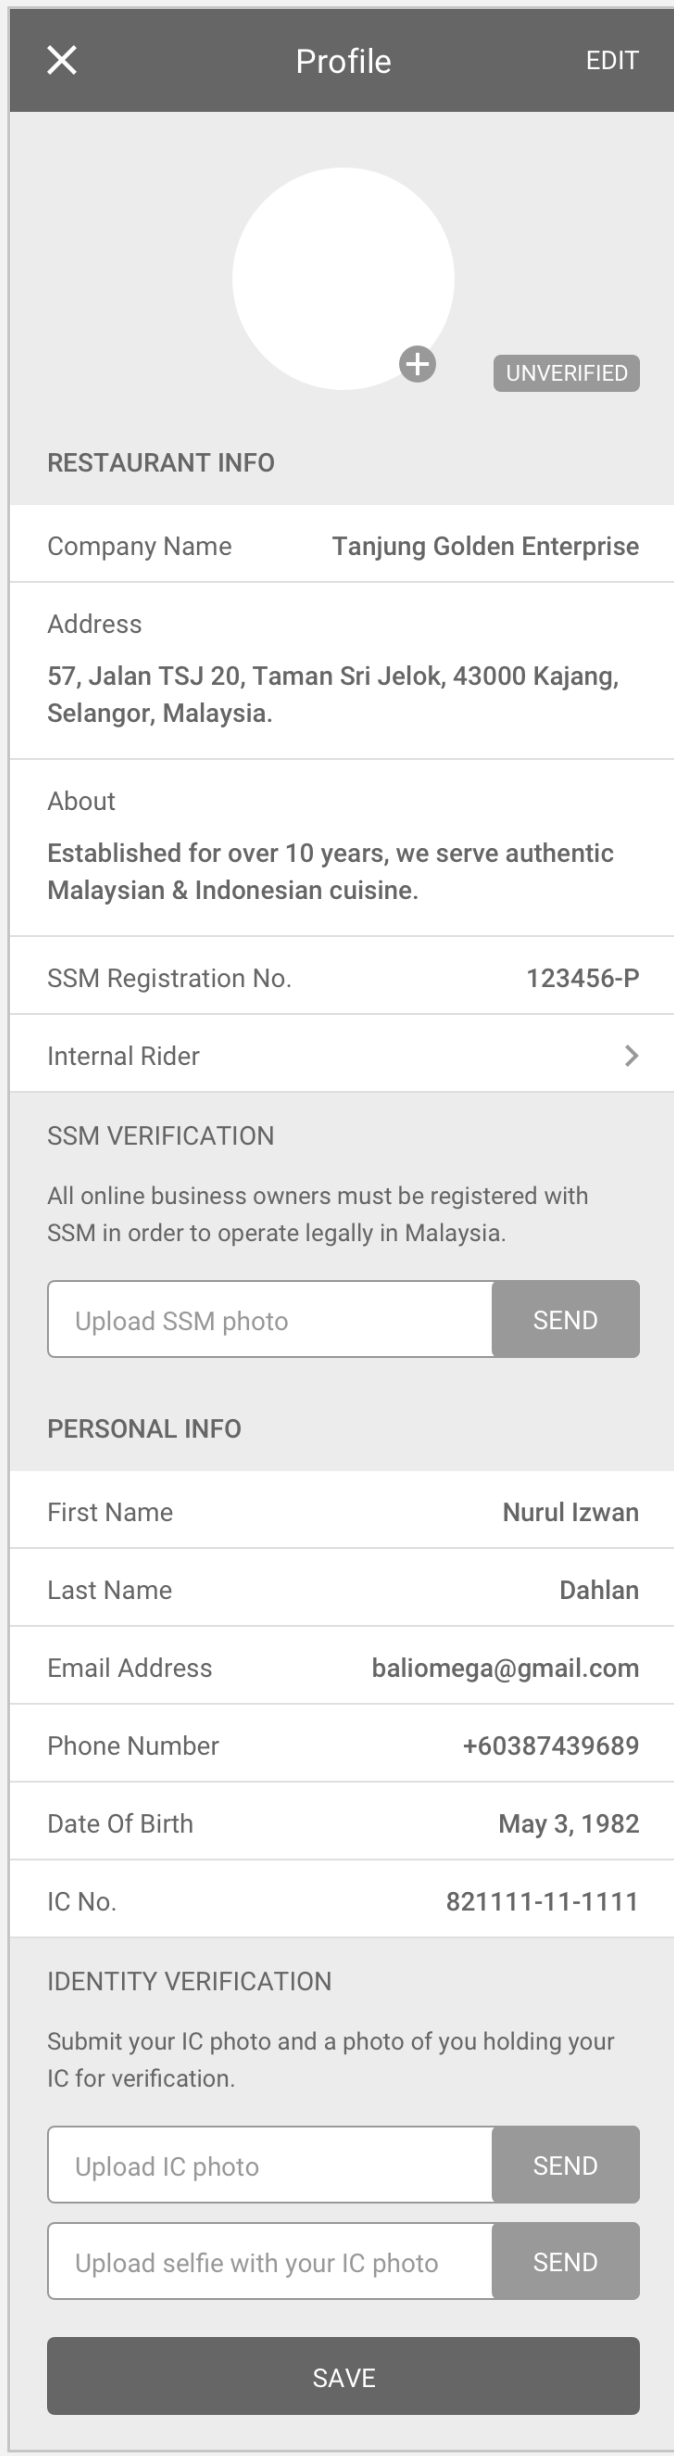 Profile
EDIT
UNVERIFIED
RESTAURANT INFO
Company Name Tanjung Golden Enterprise
Address
57, Jalan TSJ 20, Taman Sri Jelok, 43000 Kajang,
Selangor, Malaysia.
About
Established for over 10 years, we serve authentic
Malaysian & Indonesian cuisine.
SSM Registration No. 123456-P
Internal Rider
SSM VERIFICATION
All online business owners must be registered with
SSM in order to operate legally in Malaysia.
Upload SSM photo SEND
PERSONAL INFO
First Name Nurul Izwan
Last Name Dahlan
Email Address baliomega@gmail.com
Phone Number +60387439689
Date Of Birth May 3, 1982
IC No. 821111-11-1111
IDENTITY VERIFICATION
Submit your IC photo and a photo of you holding your
IC for verification.
Upload IC photo SEND
Upload selfie with your IC photo SEND
SAVE